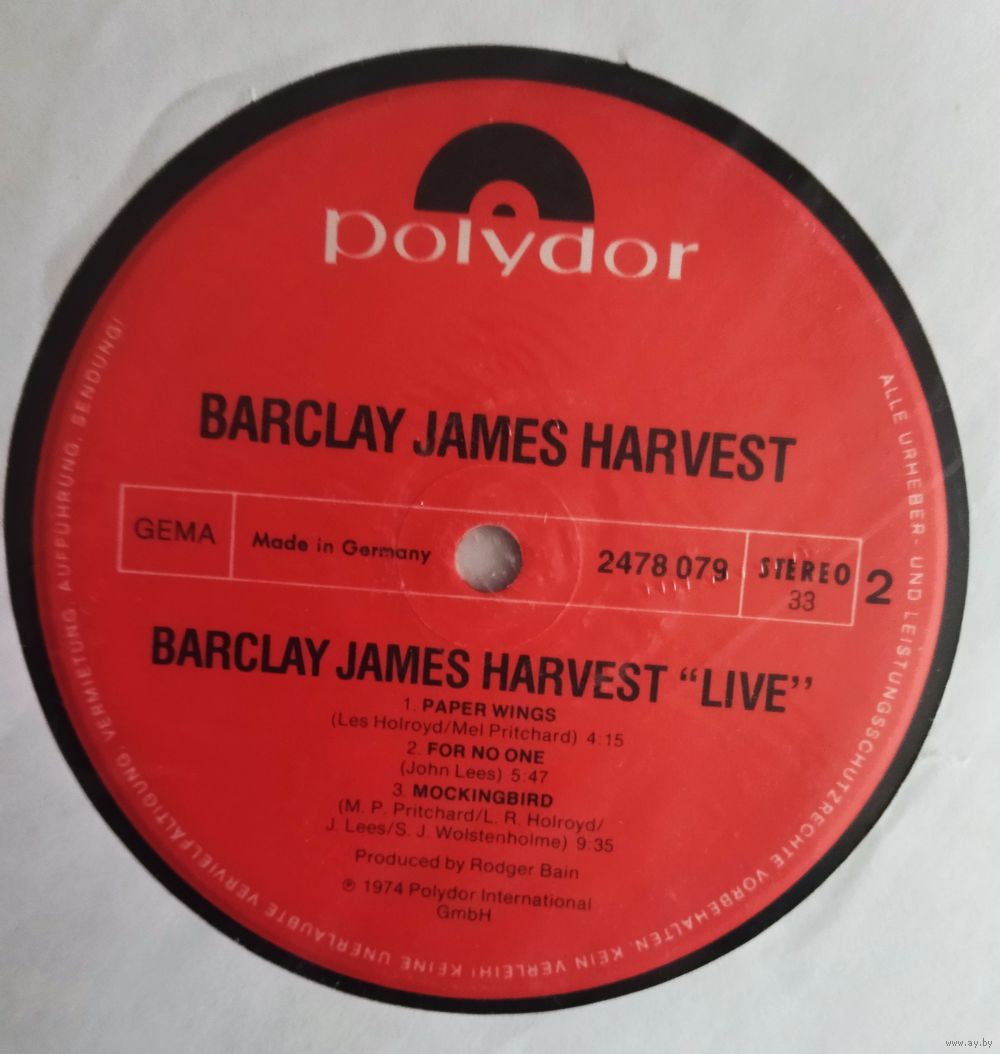 polydor
BARCLAY JAMES HARVEST
GEMA
Made in Germany
2478 079
STEREO
33
2
BARCLAY JAMES HARVEST “LIVE”
1. PAPER WINGS
(Les Holroyd/Mel Pritchard) 4:15
2. FOR NO ONE
(John Lees) 5:47
3. MOCKINGBIRD
(M. P. Pritchard/L. R. Holroyd/
J. Lees/S. J. Wolstenholme) 9:35
Produced by Rodger Bain
℗ 1974 Polydor International
GmbH
ALLE URHEBER- UND LEISTUNGSSCHUTZRECHTE VORBEHALTEN. KEIN VERLEIH! KEINE UNERLAUBTE VERVIELFÄLTIGUNG, VERMIETUNG, AUFFÜHRUNG, SENDUNG!
www.ay.by